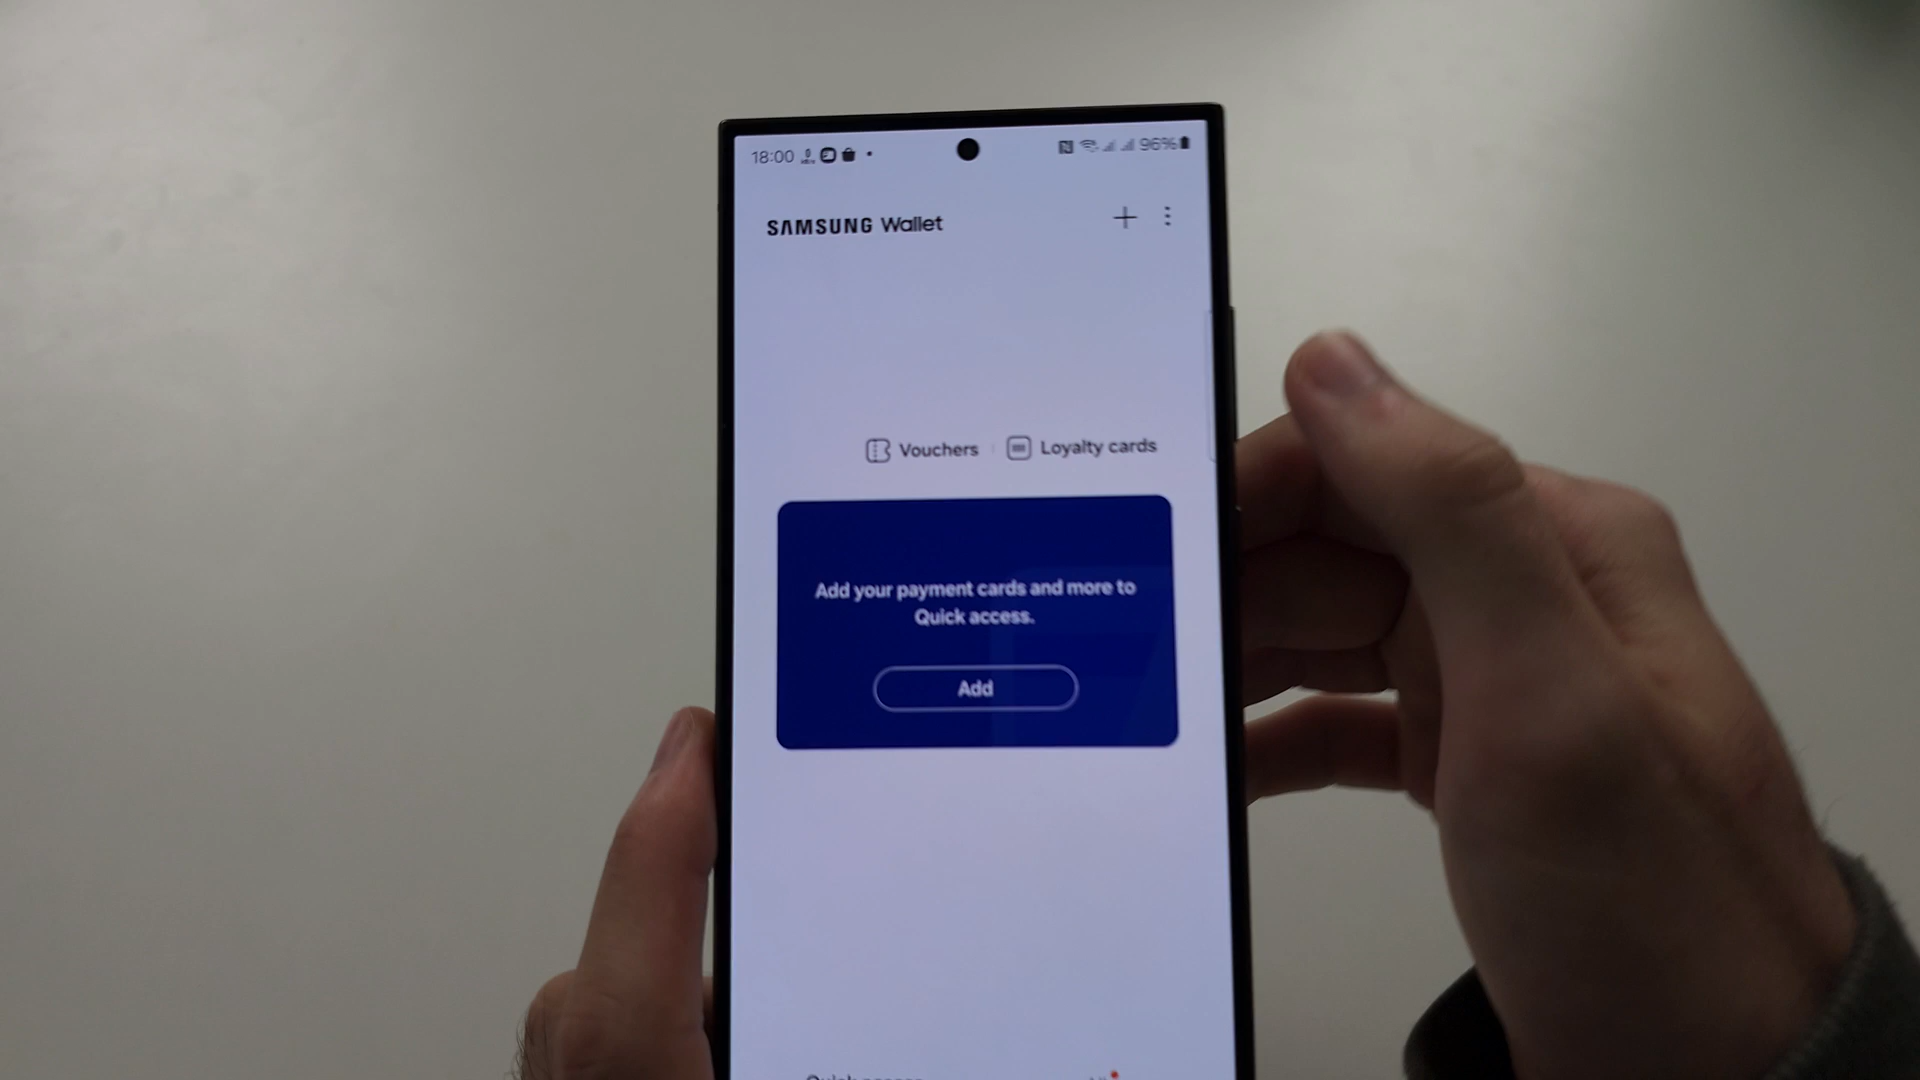 18:00
96%
SAMSUNG Wallet
Vouchers
Loyalty cards
Add your payment cards and more to
Quick access.
Add